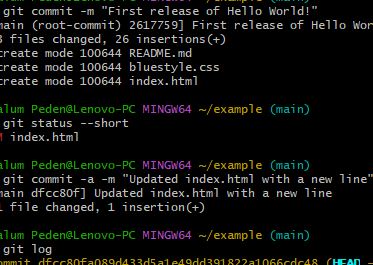 git commit -m "First release of Hello World!"
main (root-commit) 2617759] First release of Hello Wor
files changed, 26 insertions(+)
create mode 100644 README.md
create mode 100644 bluestyle.css
create mode 100644 index.html
alum Peden@Lenovo-PC MINGW64 ~/example (main)
git status --short
M index.html
alum Peden@Lenovo-PC MINGW64 ~/example (main)
git commit -a -m "Updated index.html with a new line"
main dfcc80f] Updated index.html with a new line
file changed, 1 insertion(+)
alum Peden@Lenovo-PC MINGW64 ~/example (main)
git log
commit dfcc80fa089d433d5a1e49dd391822a1066cdc48 (HEAD -